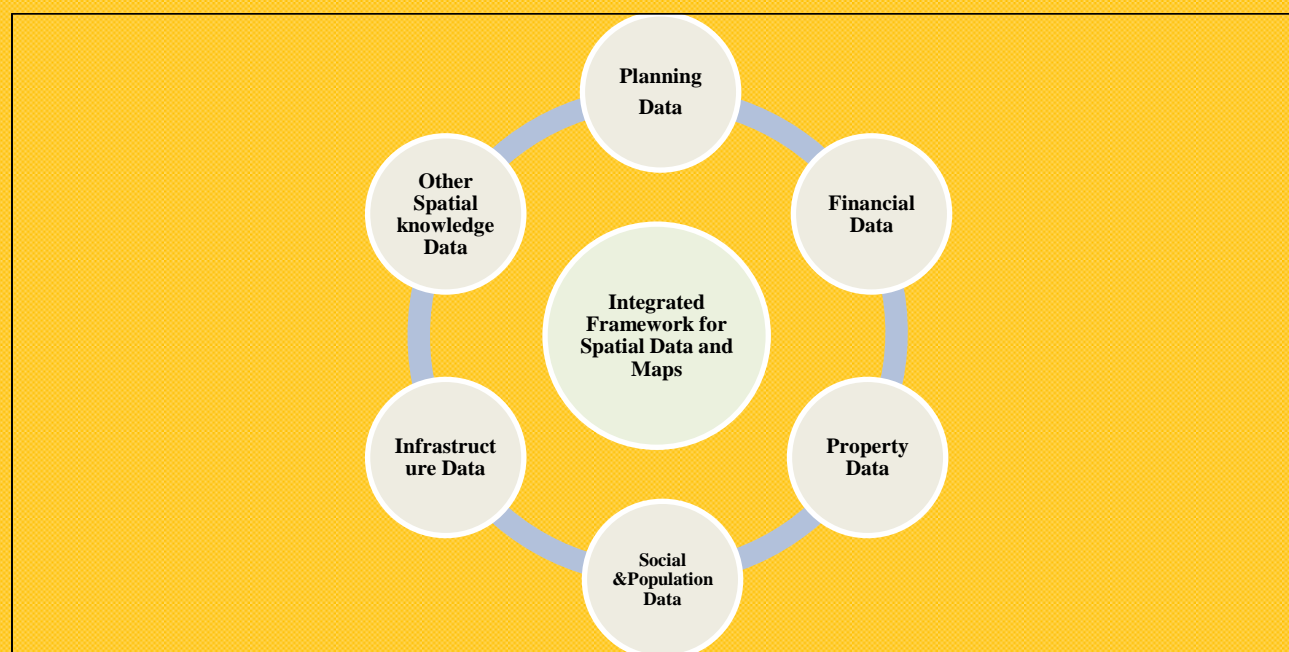 Planning
Data
Financial
Data
Property
Data
Social
&Population
Data
Infrastruct
ure Data
Other
Spatial
knowledge
Data
Integrated
Framework for
Spatial Data and
Maps